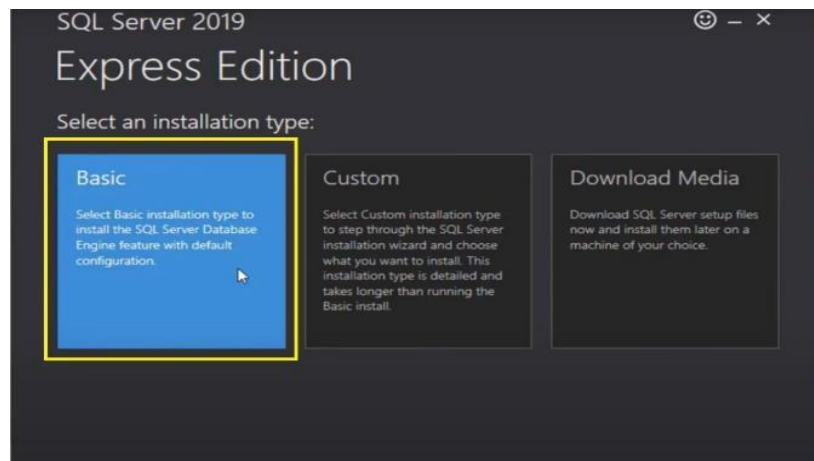 SQL Server 2019
Express Edition
Select an installation type:
Basic
Select Basic installation type to
install the SQL Server Database
Engine feature with default
configuration.
Custom
Select Custom installation type
to step through the SQL Server
installation wizard and choose
what you want to install. This
installation type is detailed and
takes longer than running the
Basic install.
Download Media
Download SQL Server setup files
now and install them later on a
machine of your choice.